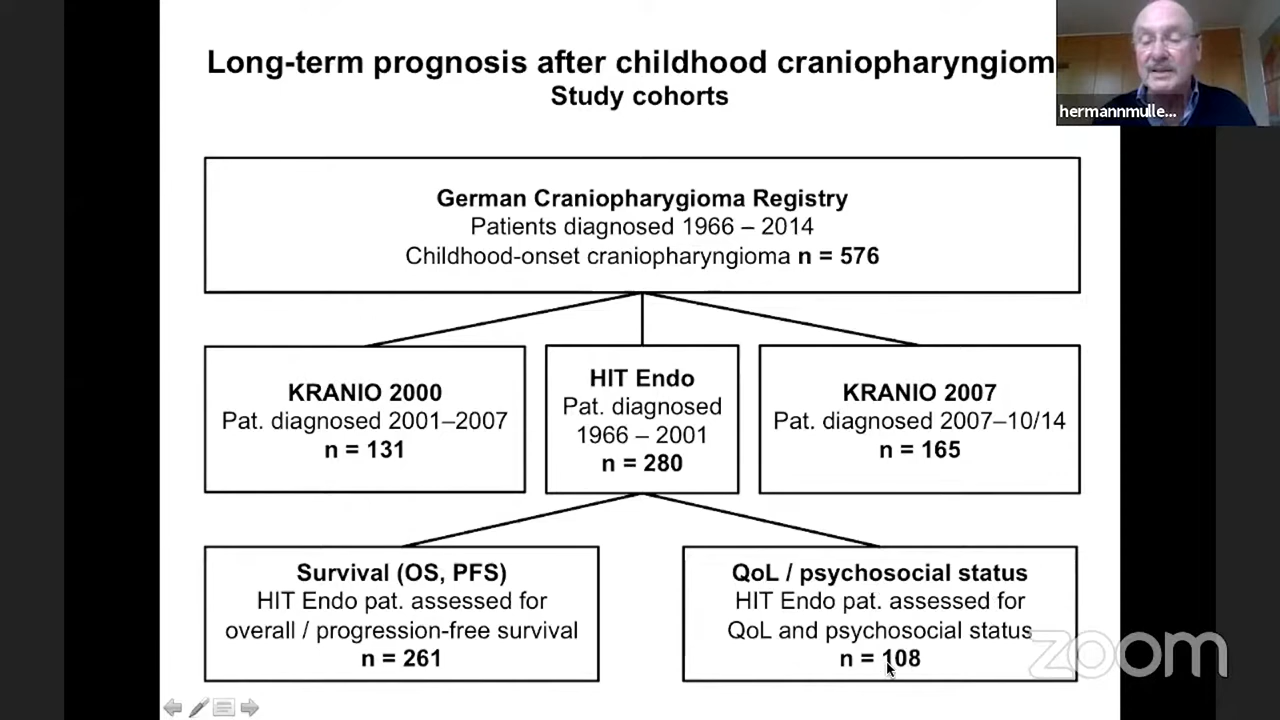 Long-term prognosis after childhood craniopharyngiom
Study cohorts
hermannmulle...
German Craniopharygioma Registry
Patients diagnosed 1966 – 2014
Childhood-onset craniopharyngioma n = 576
KRANIO 2000
Pat. diagnosed 2001–2007
n = 131
HIT Endo
Pat. diagnosed
1966 – 2001
n = 280
KRANIO 2007
Pat. diagnosed 2007–10/14
n = 165
Survival (OS, PFS)
HIT Endo pat. assessed for
overall / progression-free survival
n = 261
QoL / psychosocial status
HIT Endo pat. assessed for
QoL and psychosocial status
n = 108
zoom